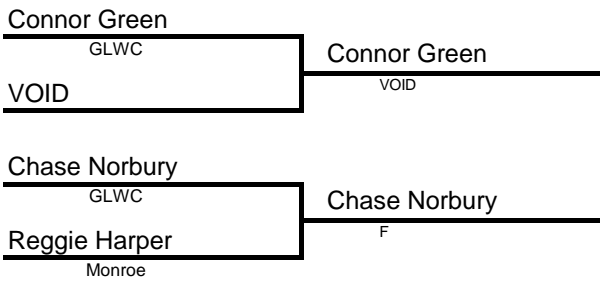 Connor Green
GLWC
VOID
Connor Green
VOID
Chase Norbury
GLWC
Reggie Harper
Monroe
Chase Norbury
F